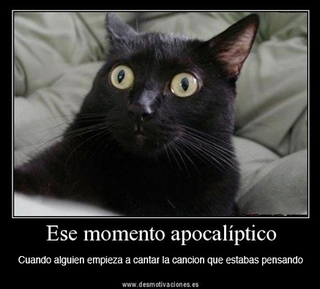 Ese momento apocalíptico
Cuando alguien empieza a cantar la cancion que estabas pensando
www.desmotivaciones.es